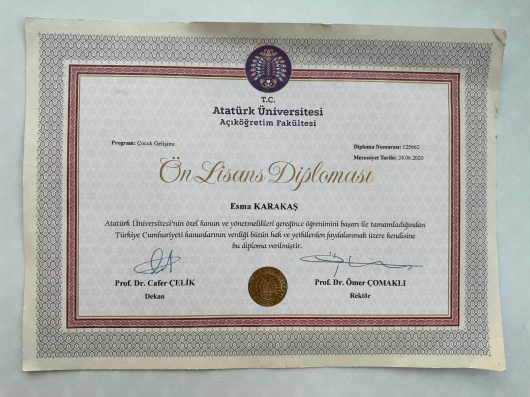 T.C.
Atatürk Üniversitesi
Açıköğretim Fakültesi
Program: Çocuk Gelişimi
Diploma Numarası: 125662
Mezuniyet Tarihi: 24.06.2020
Ön Lisans Diploması
Esma KARAKAŞ
Atatürk Üniversitesi'nin özel kanun ve yönetmelikleri gereğince öğrenimini başarı ile tamamladığından
Türkiye Cumhuriyeti kanunlarının verdiği bütün hak ve yetkilerden faydalanmak üzere kendisine
bu diploma verilmiştir.
Prof. Dr. Cafer ÇELİK
Dekan
Prof. Dr. Ömer ÇOMAKLI
Rektör